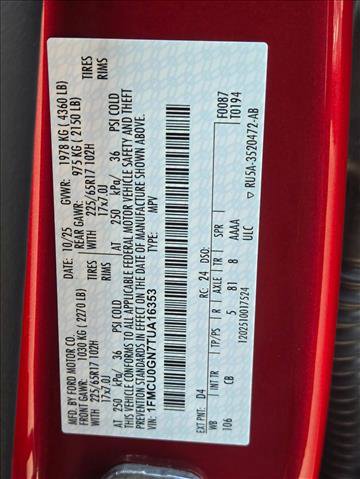 MFD. BY FORD MOTOR CO.
10/25
GVWR: 1978 KG ( 4360 LB)
FRONT GAWR: 1030 KG ( 2270 LB)
REAR GAWR: 975 KG ( 2150 LB)
225/65R17 102H
WITH
225/65R17 102H
TIRES
17x7.0J
17x7.0J
RIMS
AT 250 kPa/ 36 PSI COLD
AT 250 kPa/ 36 PSI COLD
TIRES
RIMS
THIS VEHICLE CONFORMS TO ALL APPLICABLE FEDERAL MOTOR VEHICLE SAFETY AND THEFT
PREVENTION STANDARDS IN EFFECT ON THE DATE OF MANUFACTURE SHOWN ABOVE.
VIN: 1FMCU0GN77UA16353
TYPE: MPV
F0087
T0194
EXT PNT: D4
RC: 24
DSO:
WB
INT TR
TP/PS
R
AXLE
TR
SPR
106
CB
5
81
B
AAAA
1202510017524
ULC
▽ RU5A-3520472-AB